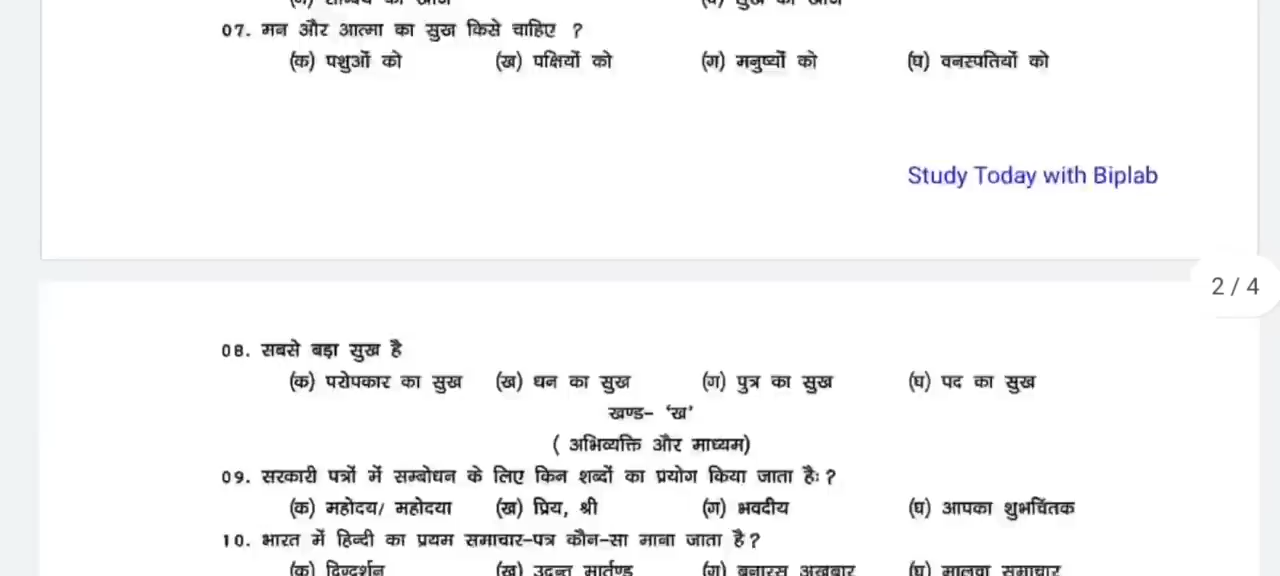 07. मन और आत्मा का सुख किसे चाहिए ?
(क) पशुओं को (ख) पक्षियों को (ग) मनुष्यों को (घ) वनस्पतियों को
Study Today with Biplab
2 / 4
08. सबसे बड़ा सुख है
(क) परोपकार का सुख (ख) धन का सुख (ग) पुत्र का सुख (घ) पद का सुख
खण्ड- ‘ख’
( अभिव्यक्ति और माध्यम)
09. सरकारी पत्रों में सम्बोधन के लिए किन शब्दों का प्रयोग किया जाता हैः ?
(क) महोदय/ महोदया (ख) प्रिय, श्री (ग) भवदीय (घ) आपका शुभचिंतक
10. भारत में हिन्दी का प्रथम समाचार-पत्र कौन-सा माना जाता है ?
(क) दिग्दर्शन (ख) उदन्त मार्तण्ड (ग) बनारस अखबार (घ) मालवा समाचार